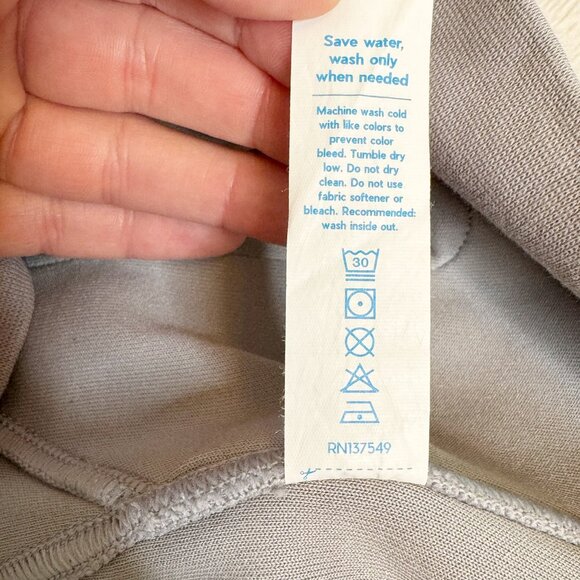 Save water,
wash only
when needed
Machine wash cold
with like colors to
prevent color
bleed. Tumble dry
low. Do not dry
clean. Do not use
fabric softener or
bleach. Recommended:
wash inside out.
30
RN137549